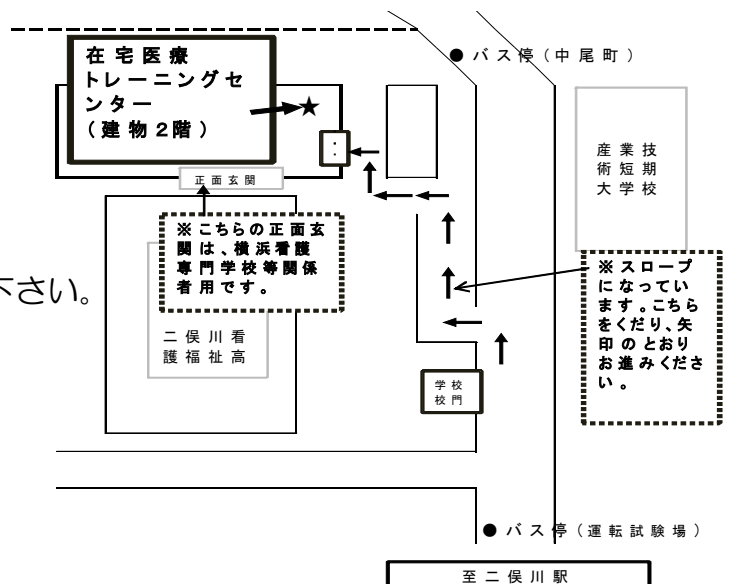 在宅医療
トレーニングセ
ンター
（建物2階）
●バス停（中尾町）
産業技
術短期
大学校
：
正面玄関
※こちらの正面玄
関は、横浜看護
専門学校等関係
者用です。
下さい。
※スロープ
になってい
ます。こちら
をくだり、矢
印のとおり
お進みくださ
い。
二俣川看
護福祉高
学校
校門
●バス停（運転試験場）
至二俣川駅